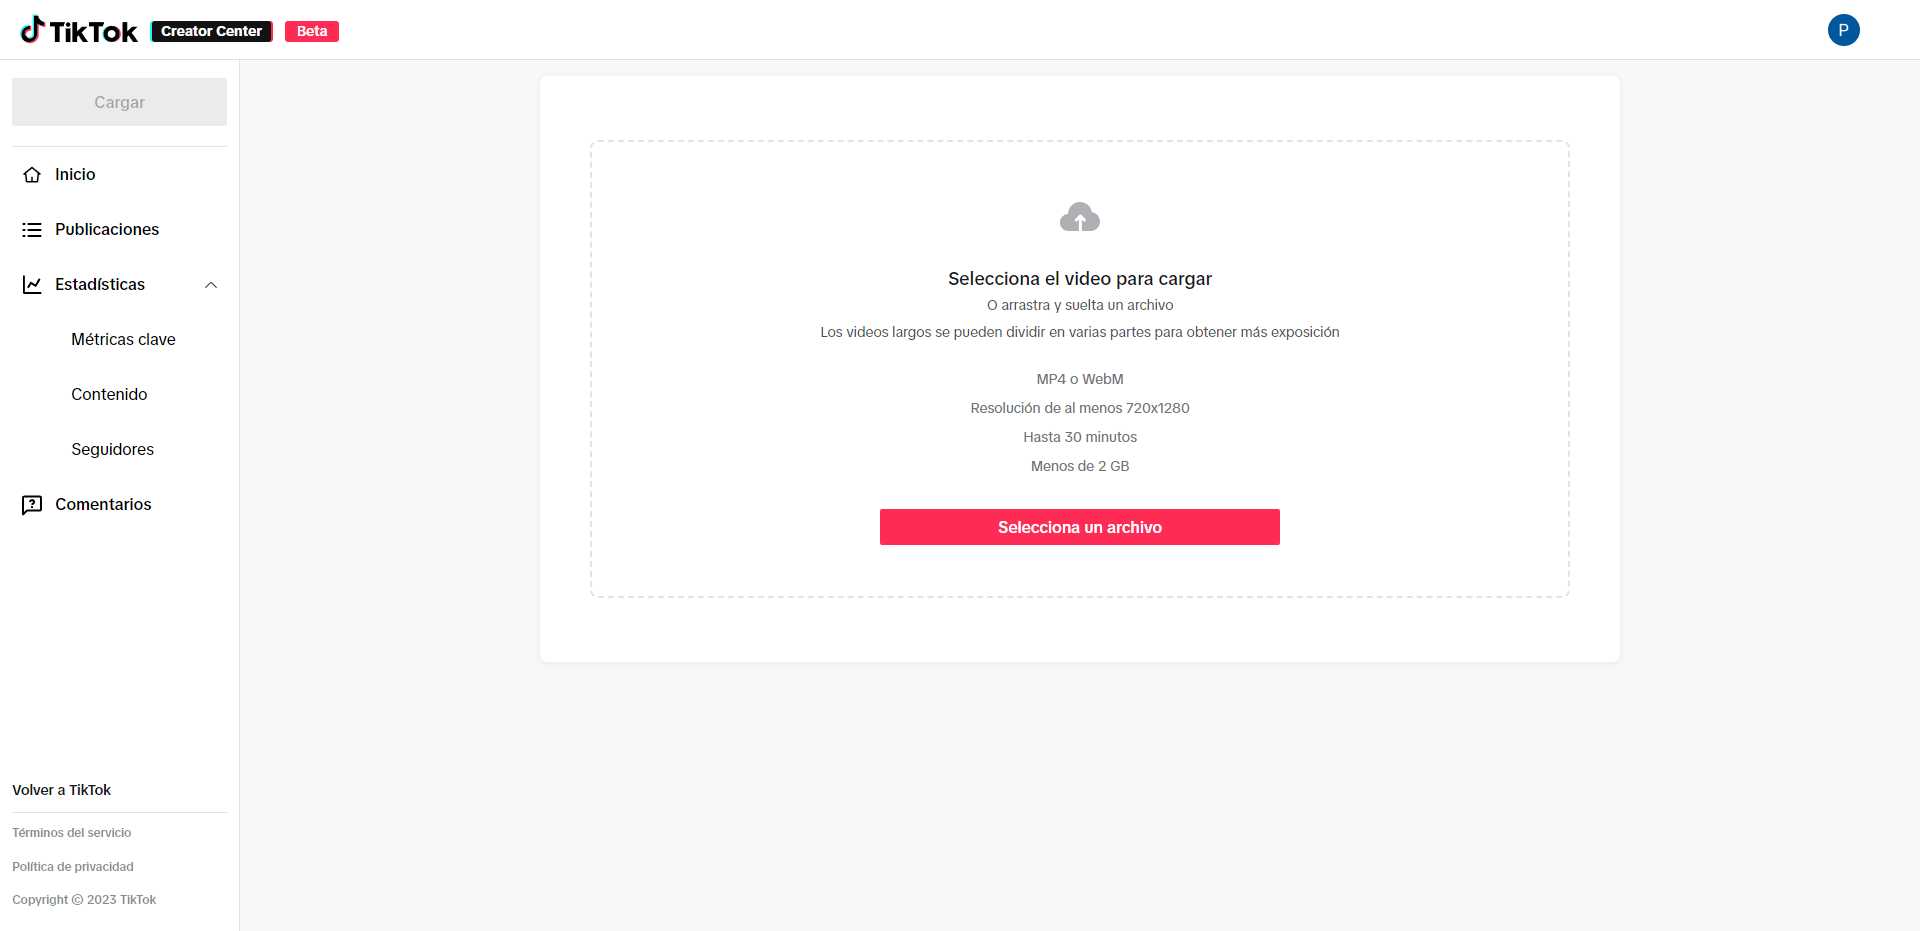 TikTok Creator Center Beta
P
Cargar
Inicio
Publicaciones
Estadísticas
Métricas clave
Contenido
Seguidores
Comentarios
Volver a TikTok
Términos del servicio
Política de privacidad
Copyright © 2023 TikTok
Selecciona el video para cargar
O arrastra y suelta un archivo
Los videos largos se pueden dividir en varias partes para obtener más exposición
MP4 o WebM
Resolución de al menos 720x1280
Hasta 30 minutos
Menos de 2 GB
Selecciona un archivo